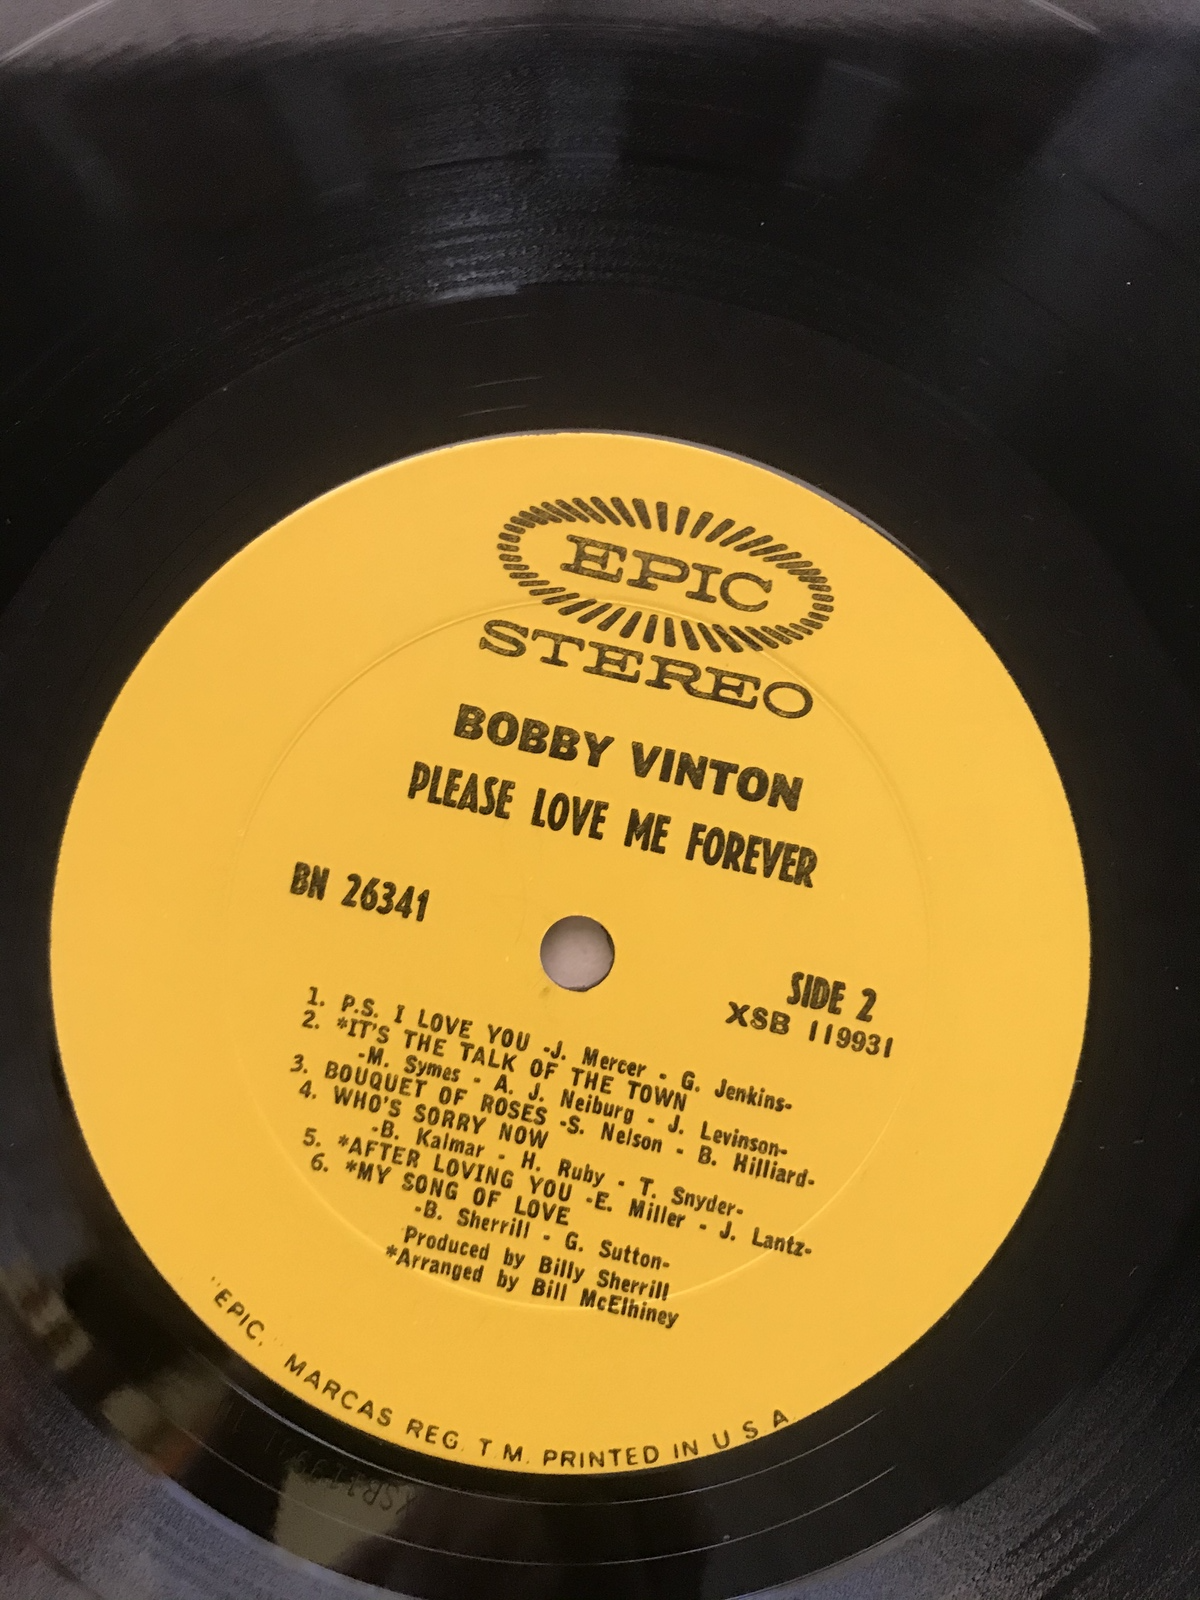 EPIC
STEREO
BOBBY VINTON
PLEASE LOVE ME FOREVER
BN 26341
SIDE 2
XSB 119931
1. P.S. I LOVE YOU -J. Mercer - G. Jenkins-
2. *IT'S THE TALK OF THE TOWN
-M. Symes - A. J. Neiburg - J. Levinson-
3. BOUQUET OF ROSES -S. Nelson - B. Hilliard-
4. WHO'S SORRY NOW
-B. Kalmar - H. Ruby - T. Snyder-
5. *AFTER LOVING YOU -E. Miller - J. Lantz-
6. *MY SONG OF LOVE
-B. Sherrill - G. Sutton-
Produced by Billy Sherrill
*Arranged by Bill McElhiney
"EPIC," MARCAS REG. T.M. PRINTED IN U S A